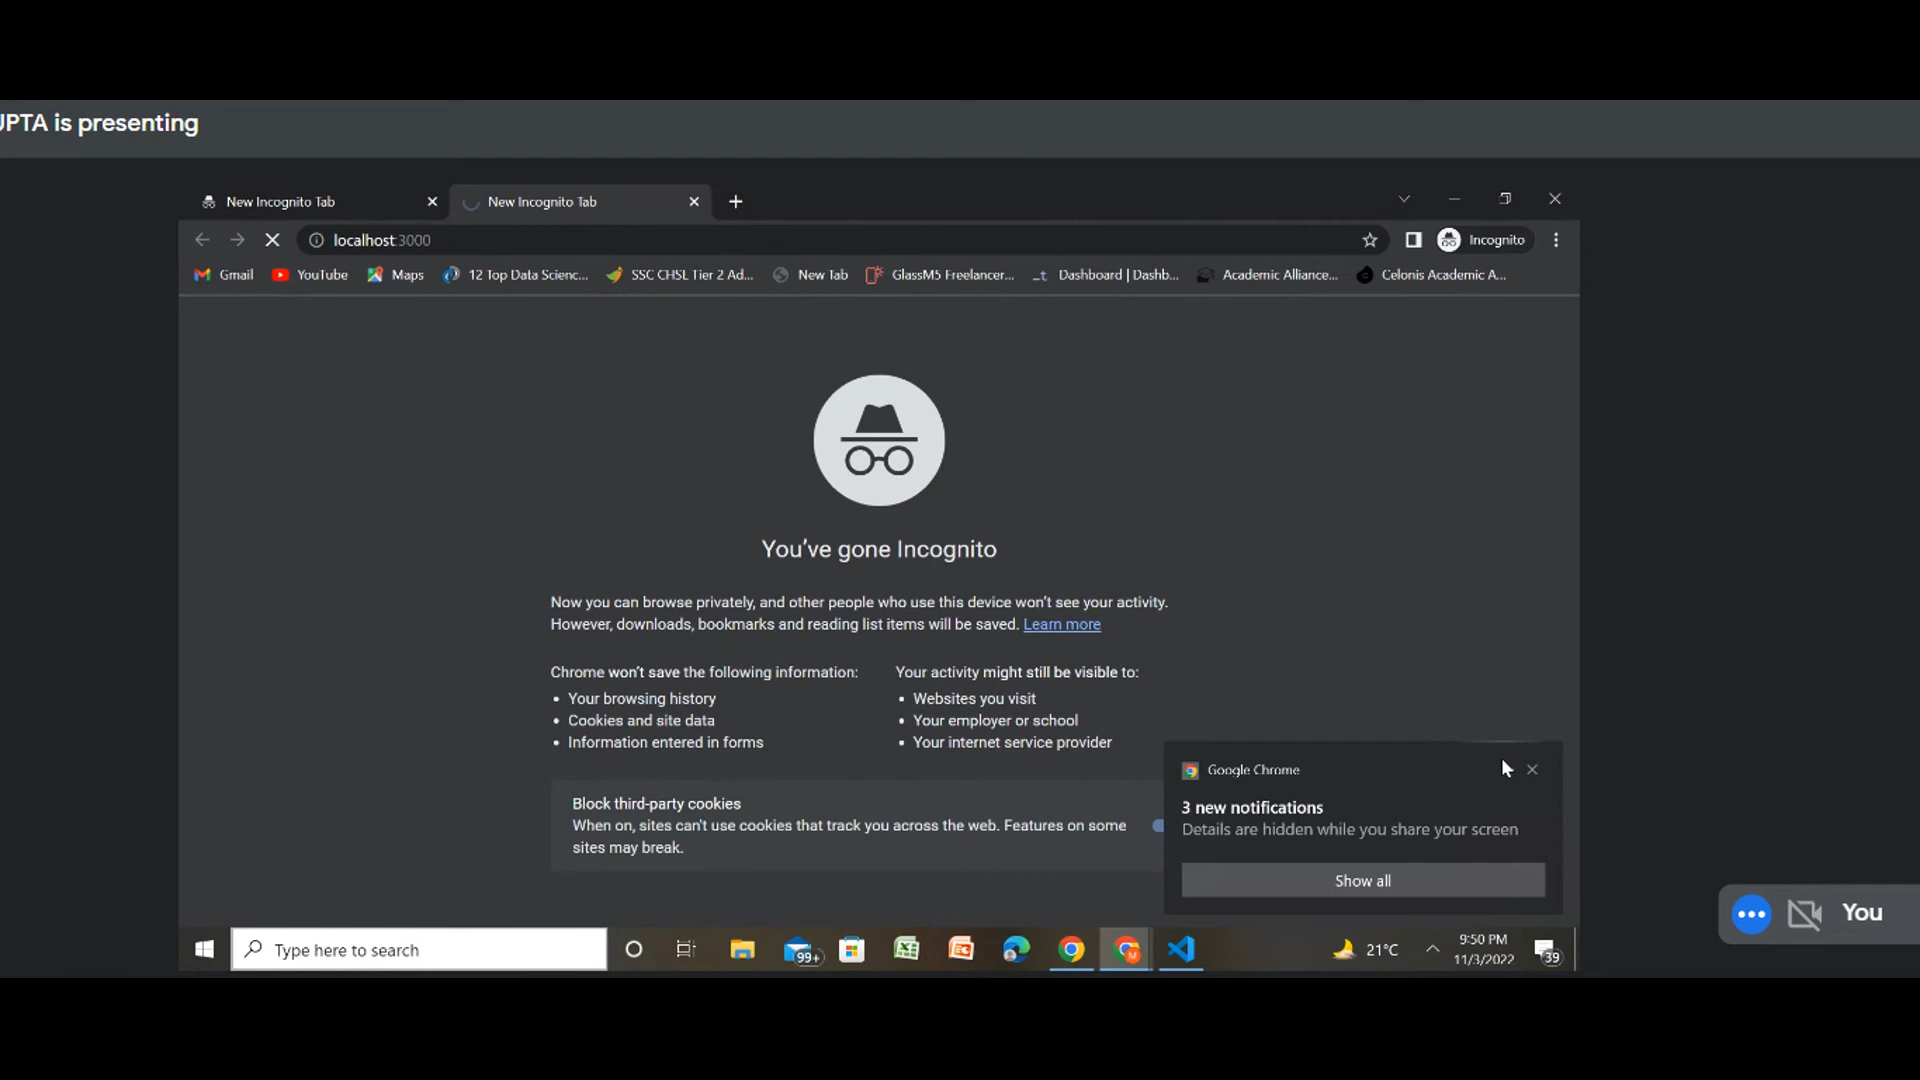 UPTA is presenting
New Incognito Tab
New Incognito Tab
localhost:3000
Incognito
Gmail
YouTube
Maps
12 Top Data Scienc...
SSC CHSL Tier 2 Ad...
New Tab
GlassM5 Freelancer...
_t
Dashboard | Dashb...
Academic Alliance...
Celonis Academic A...
You've gone Incognito
Now you can browse privately, and other people who use this device won't see your activity.
However, downloads, bookmarks and reading list items will be saved. Learn more
Chrome won't save the following information:
• Your browsing history
• Cookies and site data
• Information entered in forms
Your activity might still be visible to:
• Websites you visit
• Your employer or school
• Your internet service provider
Block third-party cookies
When on, sites can't use cookies that track you across the web. Features on some
sites may break.
Google Chrome
3 new notifications
Details are hidden while you share your screen
Show all
You
Type here to search
99+
M
21°C
9:50 PM
11/3/2022
39